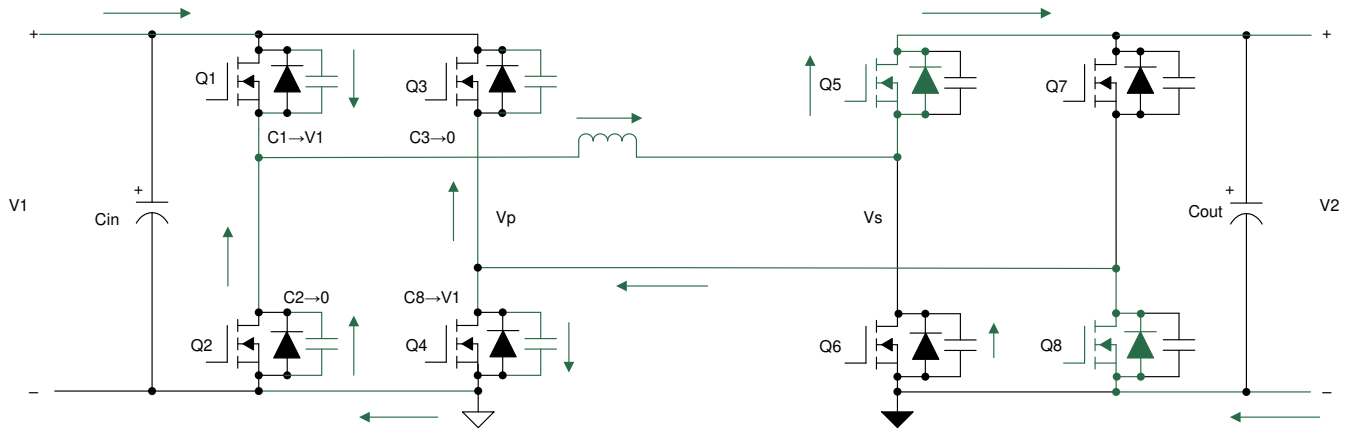 +
+
Q1
Q3
Q5
Q7
C1→V1
C3→0
+
+
V1
Cin
Vp
Vs
Cout
V2
C2→0
C8→V1
Q2
Q4
Q6
Q8
–
–